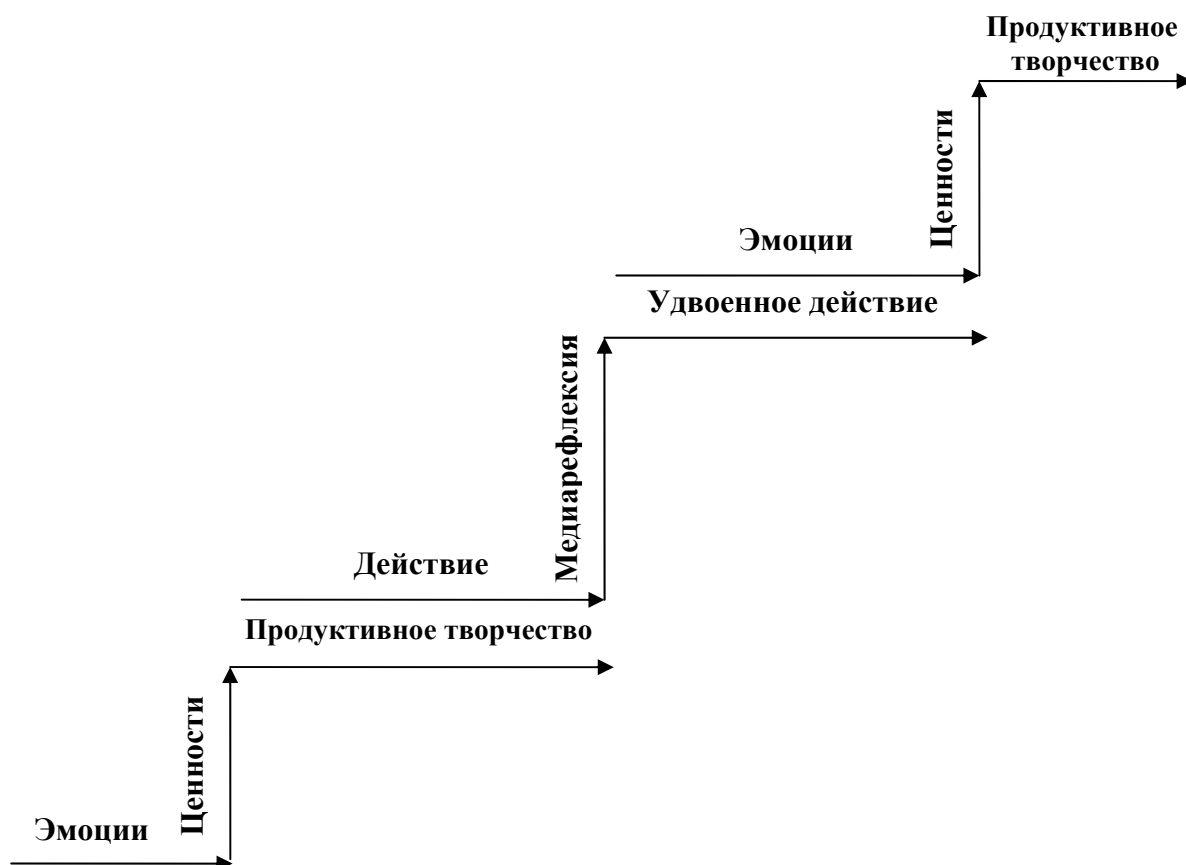 Продуктивное
творчество
Ценности
Эмоции
Удвоенное действие
Медиарефлексия
Действие
Продуктивное творчество
Ценности
Эмоции